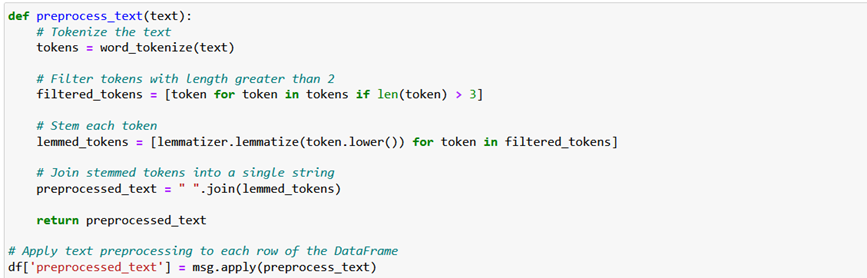 def preprocess_text(text):
    # Tokenize the text
    tokens = word_tokenize(text)

    # Filter tokens with length greater than 2
    filtered_tokens = [token for token in tokens if len(token) > 3]

    # Stem each token
    lemmed_tokens = [lemmatizer.lemmatize(token.lower()) for token in filtered_tokens]

    # Join stemmed tokens into a single string
    preprocessed_text = " ".join(lemmed_tokens)

    return preprocessed_text

# Apply text preprocessing to each row of the DataFrame
df['preprocessed_text'] = msg.apply(preprocess_text)